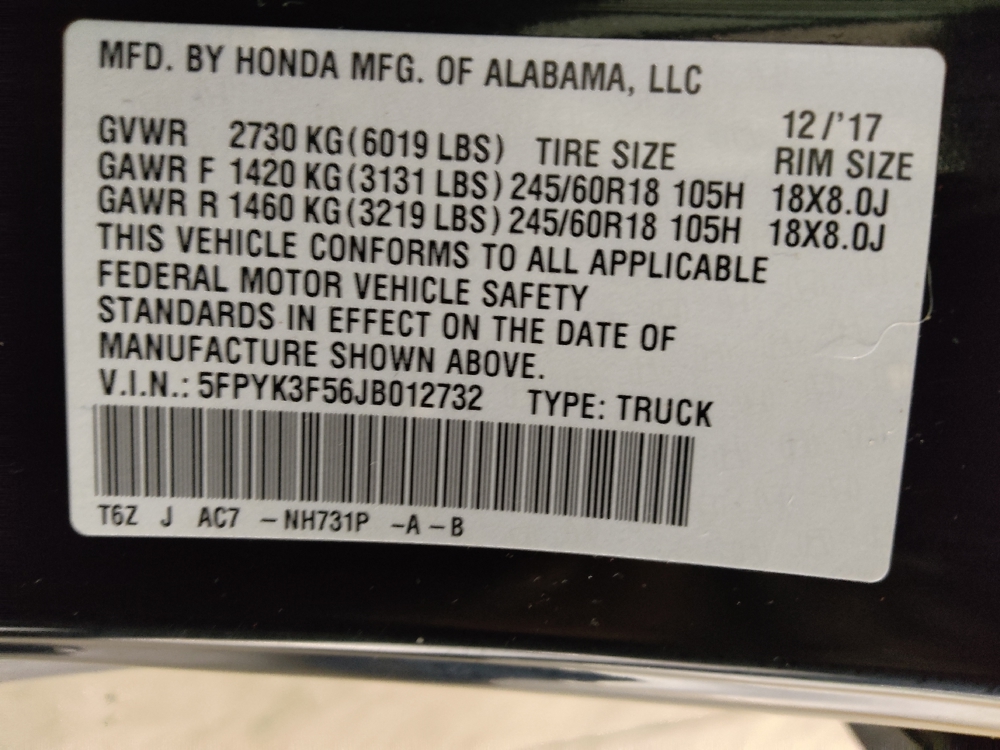 MFD. BY HONDA MFG. OF ALABAMA, LLC
12/'17
GVWR 2730 KG(6019 LBS) TIRE SIZE RIM SIZE
GAWR F 1420 KG(3131 LBS) 245/60R18 105H 18X8.0J
GAWR R 1460 KG(3219 LBS) 245/60R18 105H 18X8.0J
THIS VEHICLE CONFORMS TO ALL APPLICABLE
FEDERAL MOTOR VEHICLE SAFETY
STANDARDS IN EFFECT ON THE DATE OF
MANUFACTURE SHOWN ABOVE.
V.I.N.: 5FPYK3F56JB012732 TYPE: TRUCK
T6Z J AC7 -NH731P -A-B